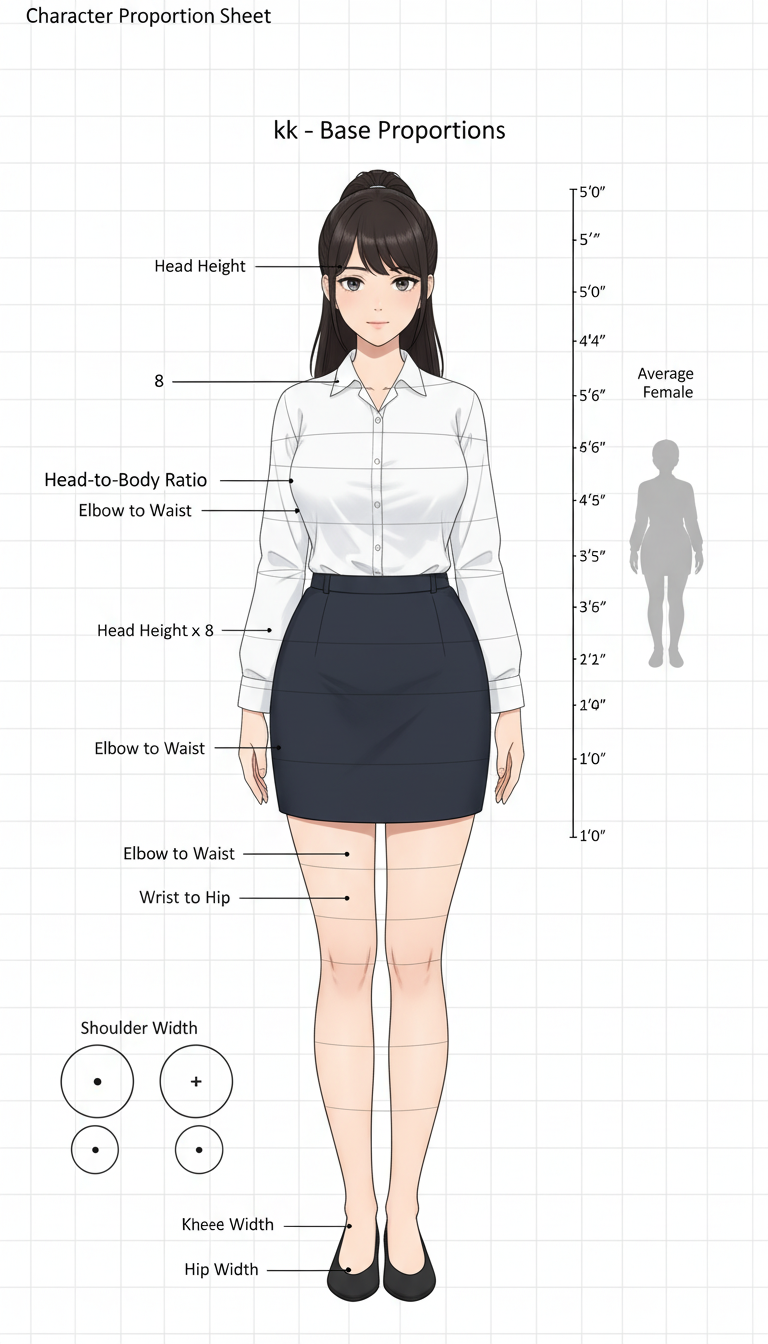 Character Proportion Sheet
kk - Base Proportions
Head Height
8
Head-to-Body Ratio
Elbow to Waist
Head Height x 8
Elbow to Waist
Elbow to Waist
Wrist to Hip
Shoulder Width
Kheee Width
Hip Width
5'0"
5'"
5'0"
4'4"
5'6"
5'6"
4'5"
3'5"
3'6"
2'2"
1'0"
1'0"
1'0"
Average
Female